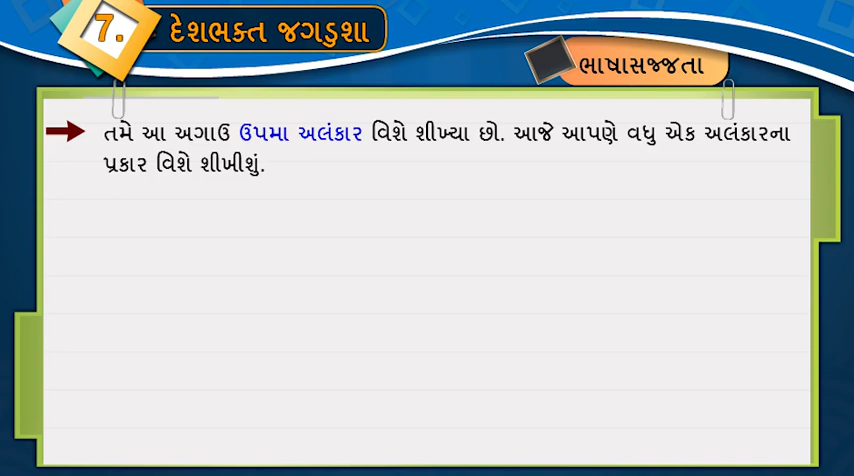 7. દેશભક્ત જગડુશા
ભાષાસજ્જતા
તમે આ અગાઉ ઉપમા અલંકાર વિશે શીખ્યા છો. આજે આપણે વધુ એક અલંકારના
પ્રકાર વિશે શીખીશું.